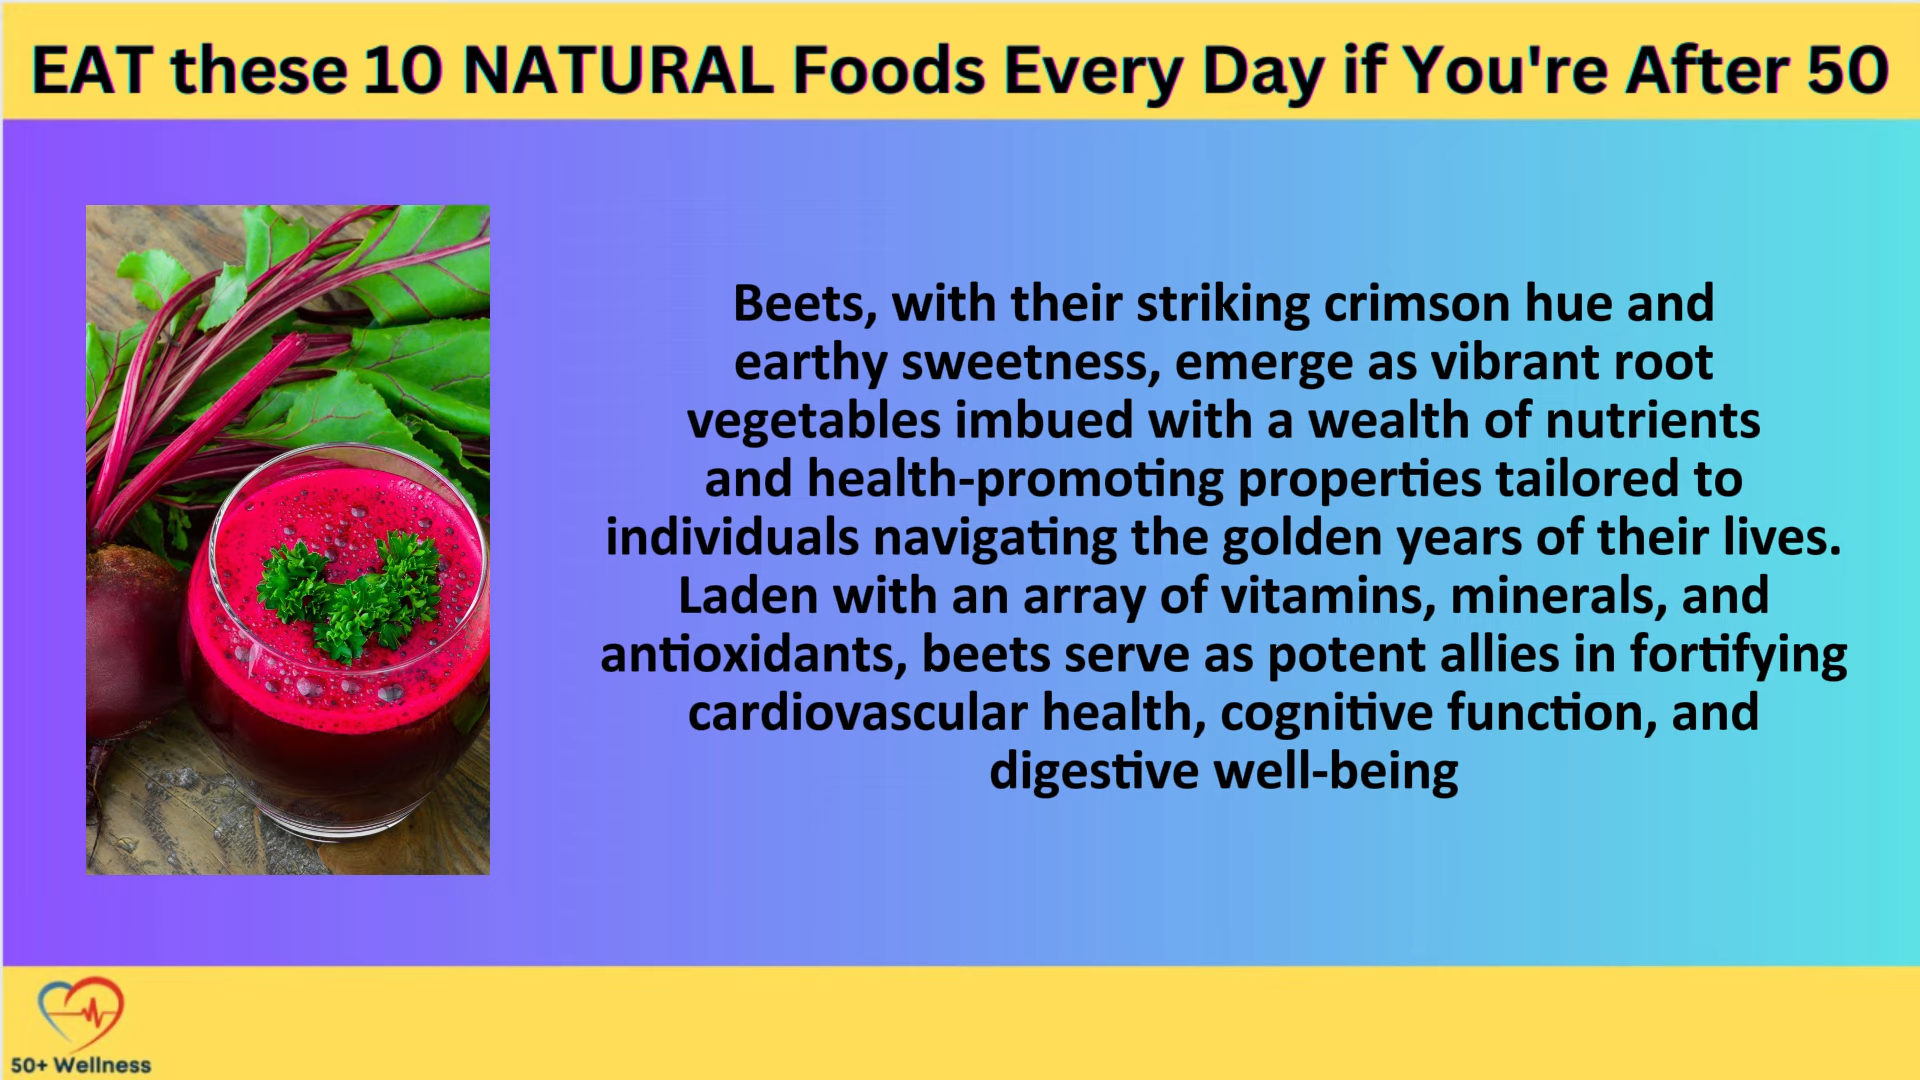 EAT these 10 NATURAL Foods Every Day if You're After 50
Beets, with their striking crimson hue and
earthy sweetness, emerge as vibrant root
vegetables imbued with a wealth of nutrients
and health-promoting properties tailored to
individuals navigating the golden years of their lives.
Laden with an array of vitamins, minerals, and
antioxidants, beets serve as potent allies in fortifying
cardiovascular health, cognitive function, and
digestive well-being
50+ Wellness